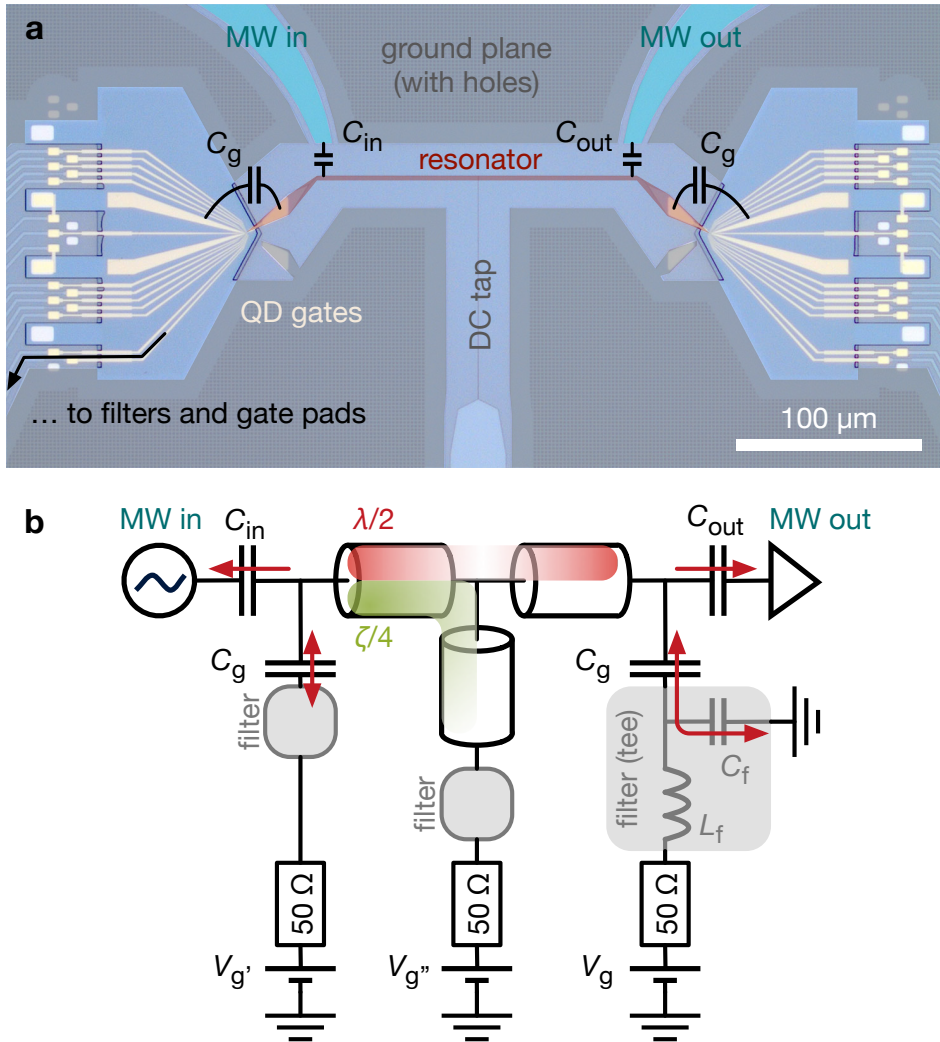 a
MW in
MW out
ground plane
(with holes)
C_g
C_in
C_out
C_g
resonator
QD gates
DC tap
... to filters and gate pads
100 μm
b
MW in
C_in
λ/2
C_out
MW out
ζ/4
C_g
C_g
filter
filter
filter (tee)
C_f
L_f
50 Ω
50 Ω
50 Ω
V_g'
V_g"
V_g